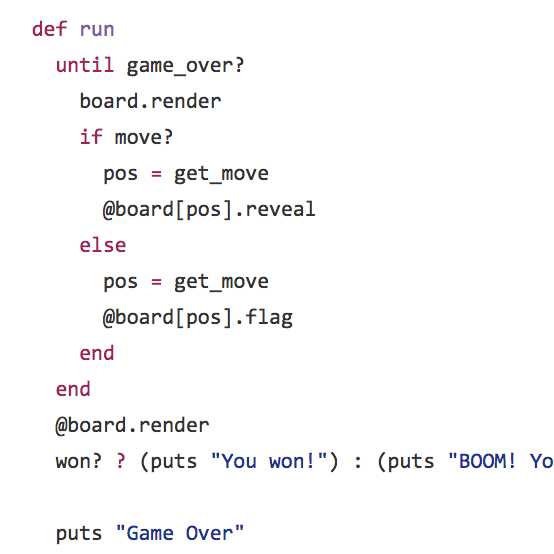 def run
until game_over?
board.render
if move?
pos = get_move
@board[pos].reveal
else
pos = get_move
@board[pos].flag
end
end
@board.render
won? ? (puts "You won!") : (puts "BOOM! Yo
puts "Game Over"